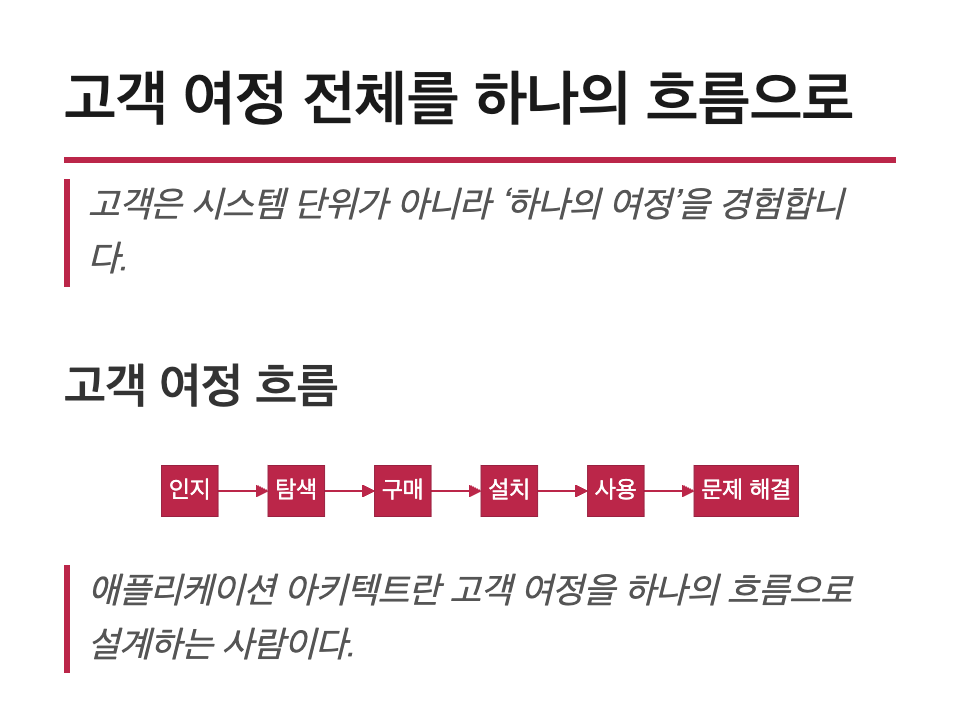 고객 여정 전체를 하나의 흐름으로
고객은 시스템 단위가 아니라 ‘하나의 여정’을 경험합니
다.
고객 여정 흐름
인지 탐색 구매 설치 사용 문제 해결
애플리케이션 아키텍트란 고객 여정을 하나의 흐름으로
설계하는 사람이다.